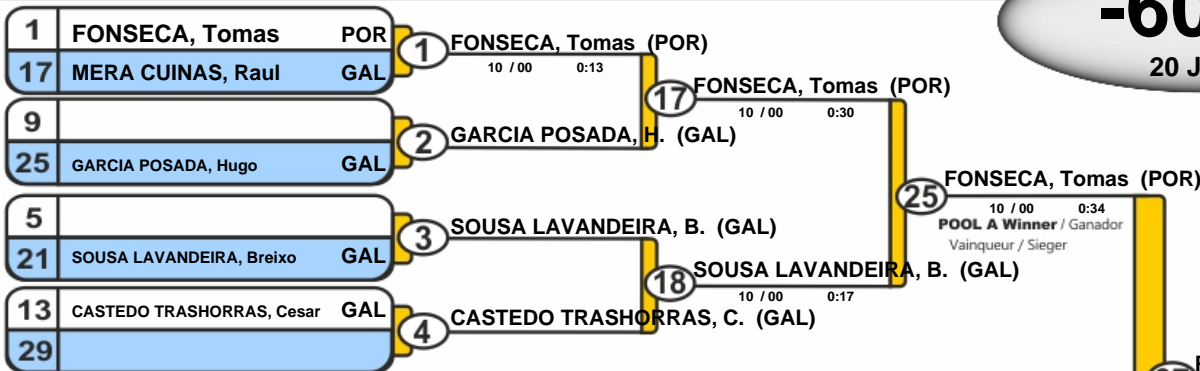 -60
20 J
1 FONSECA, Tomas POR
17 MERA CUINAS, Raul GAL
1 FONSECA, Tomas (POR)
10 / 00 0:13
9
25 GARCIA POSADA, Hugo GAL
2 GARCIA POSADA, H. (GAL)
17 FONSECA, Tomas (POR)
10 / 00 0:30
5
21 SOUSA LAVANDEIRA, Breixo GAL
3 SOUSA LAVANDEIRA, B. (GAL)
13 CASTEDO TRASHORRAS, Cesar GAL
29
4 CASTEDO TRASHORRAS, C. (GAL)
18 SOUSA LAVANDEIRA, B. (GAL)
10 / 00 0:17
25 FONSECA, Tomas (POR)
10 / 00 0:34
POOL A Winner / Ganador
Vainqueur / Sieger